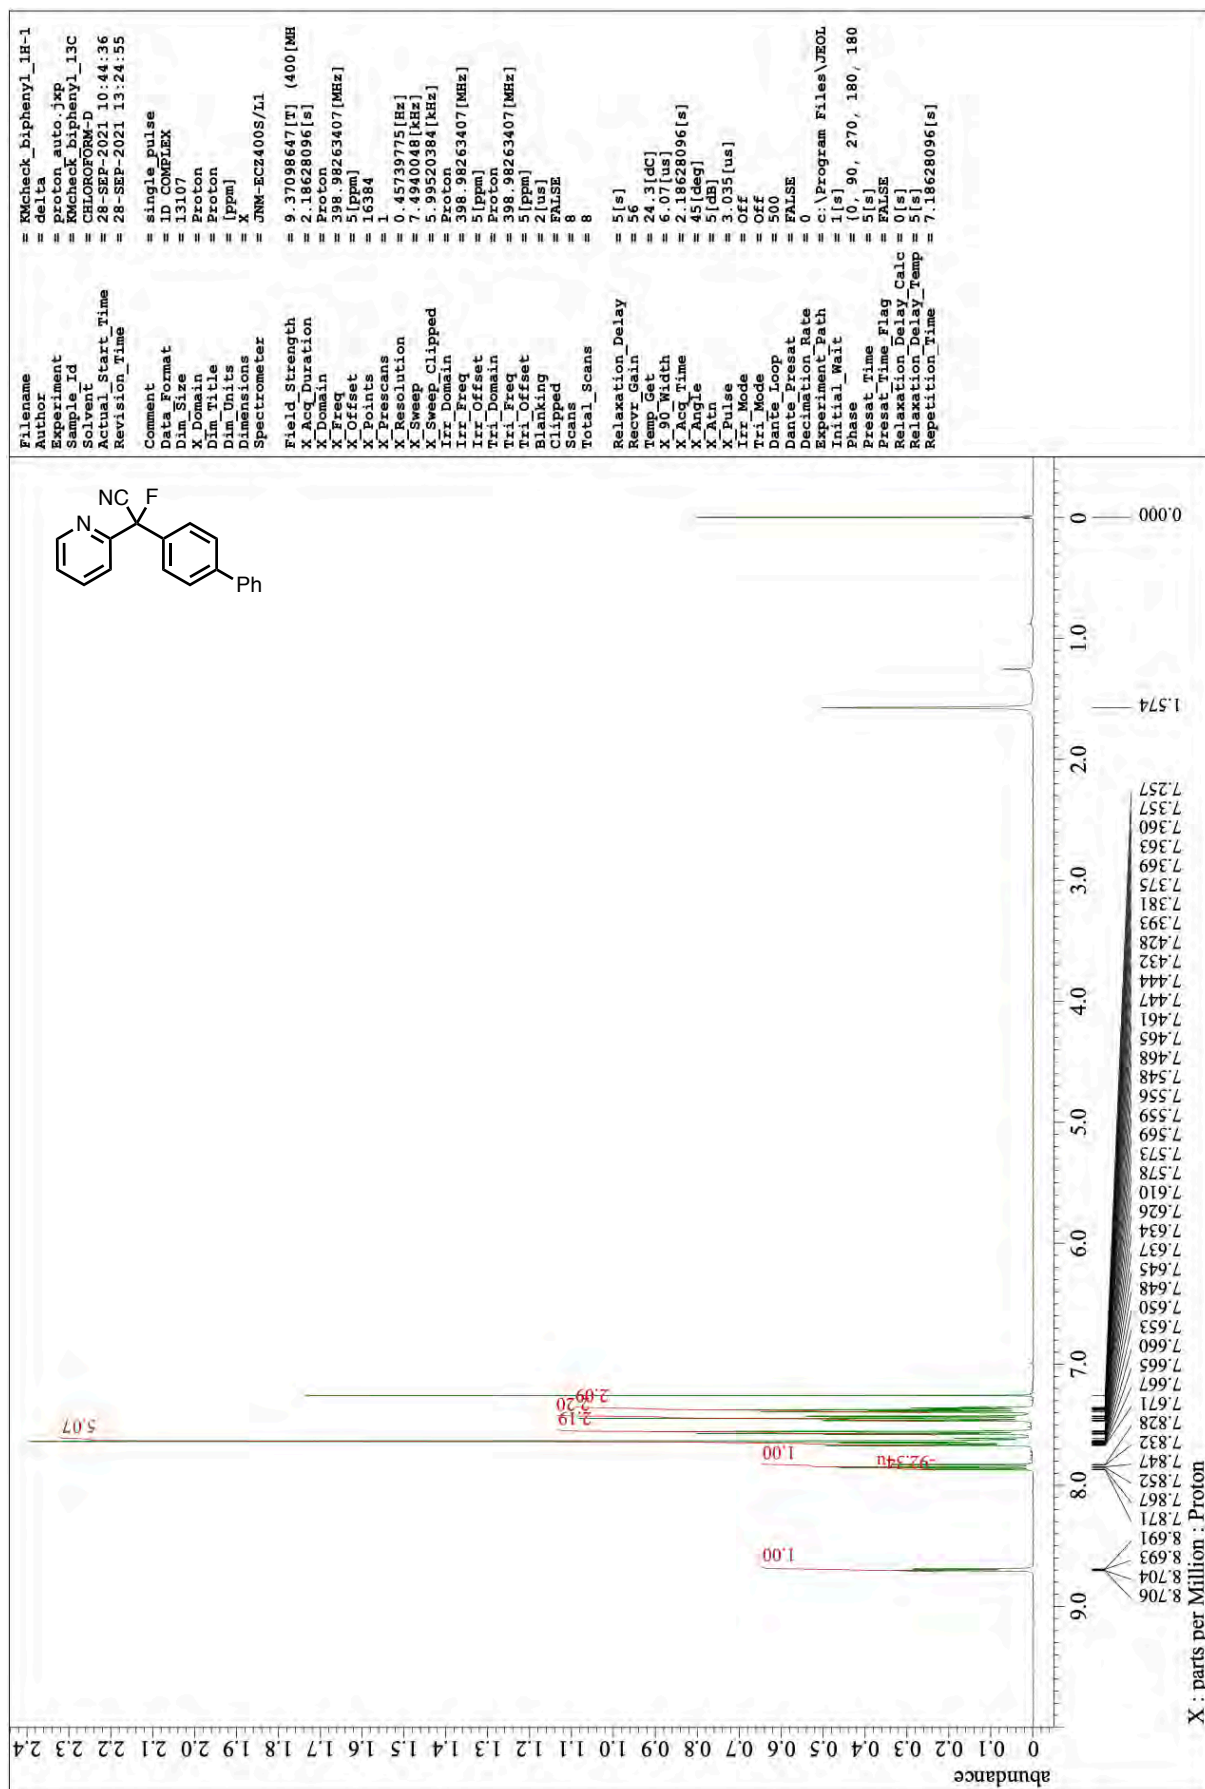 Filename = KMcheck_biphenyl_1H-1
Author = delta
Experiment = proton_auto.jxp
Sample_Id = KMcheck_biphenyl_13C
Solvent = CHLOROFORM-D
Actual_Start_Time = 28-SEP-2021 10:44:36
Revision_Time = 28-SEP-2021 13:24:55
Comment = single_pulse
Data_Format = 1D COMPLEX
Dim_Size = 13107
X_Domain = Proton
Dim_Title = Proton
Dim_Units = [ppm]
Dimensions = X
Spectrometer = JNM-ECZ400S/L1
Field_Strength = 9.37098647[T] (400[MH
X_Acq_Duration = 2.18628096[s]
X_Domain = Proton
X_Freq = 398.98263407[MHz]
X_Offset = 5[ppm]
X_Points = 16384
X_Prescans = 1
X_Resolution = 0.45739775[Hz]
X_Sweep = 7.4940048[kHz]
X_Sweep_Clipped = 5.99520384[kHz]
Irr_Domain = Proton
Irr_Freq = 398.98263407[MHz]
Irr_Offset = 5[ppm]
Tri_Domain = Proton
Tri_Freq = 398.98263407[MHz]
Tri_Offset = 5[ppm]
Blanking = 2[us]
Clipped = FALSE
Scans = 8
Total_Scans = 8
Relaxation_Delay = 5[s]
Recvr_Gain = 56
Temp_Get = 24.3[dC]
X_90_Width = 6.07[us]
X_Acq_Time = 2.18628096[s]
X_Angle = 45[deg]
X_Atn = 5[dB]
X_Pulse = 3.035[us]
Irr_Mode = Off
Tri_Mode = Off
Dante_Loop = 500
Dante_Presat = FALSE
Decimation_Rate = 0
Experiment_Path = c:\Program Files\JEOL
Initial_Wait = 1[s]
Phase = {0, 90, 270, 180, 180
Presat_Time = 5[s]
Presat_Time_Flag = FALSE
Relaxation_Delay_Calc = 0[s]
Relaxation_Delay_Temp = 5[s]
Repetition_Time = 7.18628096[s]
NC
F
N
Ph
abundance
2.4
2.3
2.2
2.1
2.0
1.9
1.8
1.7
1.6
1.5
1.4
1.3
1.2
1.1
1.0
0.9
0.8
0.7
0.6
0.5
0.4
0.3
0.2
0.1
0
1.00
1.00
-92.34u
5.07
2.19
2.20
2.09
9.0
8.0
7.0
6.0
5.0
4.0
3.0
2.0
1.0
0
8.706
8.704
8.693
8.691
7.871
7.867
7.852
7.847
7.832
7.828
7.671
7.667
7.665
7.660
7.653
7.650
7.648
7.645
7.637
7.634
7.626
7.610
7.578
7.573
7.569
7.559
7.556
7.548
7.468
7.465
7.461
7.447
7.444
7.432
7.428
7.393
7.381
7.375
7.369
7.363
7.360
7.357
7.257
1.574
0.000
X : parts per Million : Proton